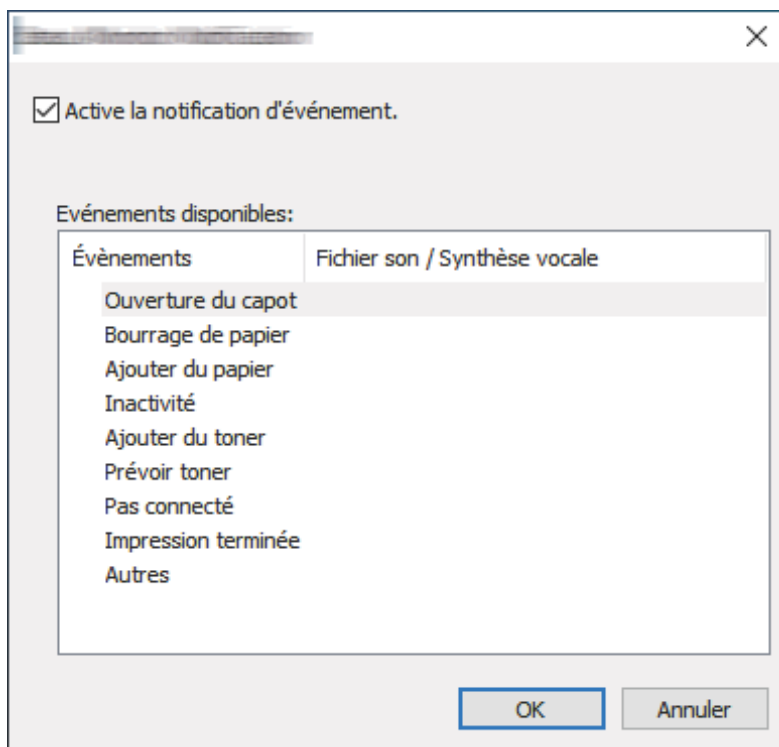 Active la notification d'événement.
Evénements disponibles:
Évènements Fichier son / Synthèse vocale
Ouverture du capot
Bourrage de papier
Ajouter du papier
Inactivité
Ajouter du toner
Prévoir toner
Pas connecté
Impression terminée
Autres
OK Annuler